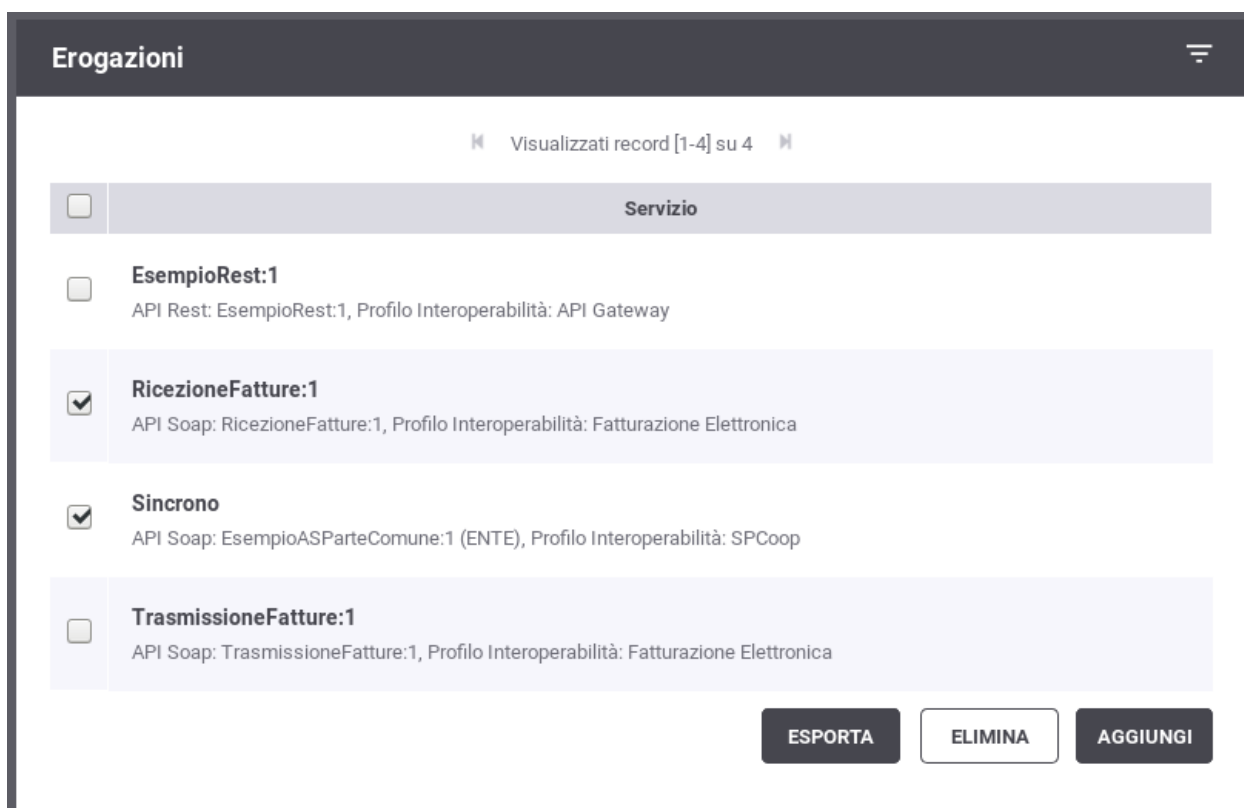 Erogazioni
Visualizzati record [1-4] su 4
Servizio
EsempioRest:1
API Rest: EsempioRest:1, Profilo Interoperabilità: API Gateway
RicezioneFatture:1
API Soap: RicezioneFatture:1, Profilo Interoperabilità: Fatturazione Elettronica
Sincrono
API Soap: EsempioASParteComune:1 (ENTE), Profilo Interoperabilità: SPCoop
TrasmissioneFatture:1
API Soap: TrasmissioneFatture:1, Profilo Interoperabilità: Fatturazione Elettronica
ESPORTA ELIMINA AGGIUNGI